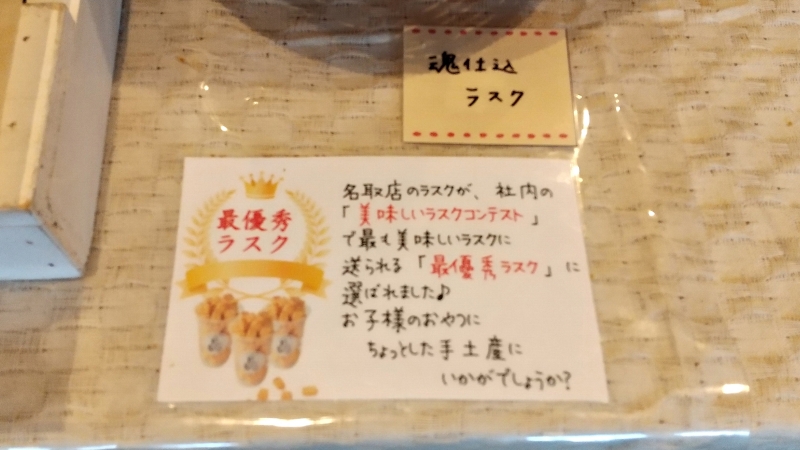 魂仕込
ラスク
最優秀
ラスク
名取店のラスクが、社内の
「美味しいラスクコンテスト」
で最も美味しいラスクに
送られる「最優秀ラスク」に
選ばれました♪
お子様のおやつに
ちょっとした手土産に
いかがでしょうか?